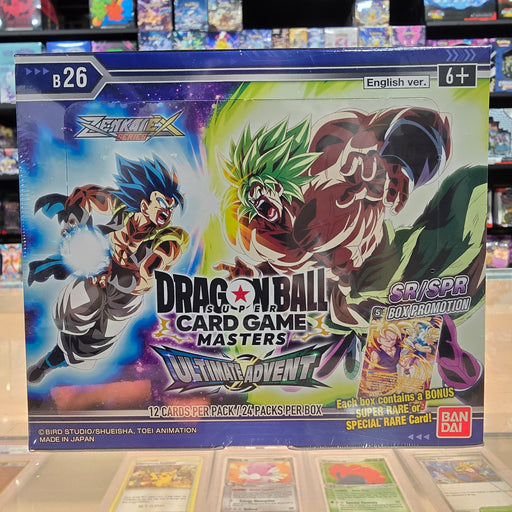 B26
English ver.
6+
ZENKAI EX
SERIES
DRAGON BALL
SUPER
CARD GAME
MASTERS
ULTIMATE ADVENT
SR/SPR
BOX PROMOTION
Each box contains a BONUS
SUPER RARE or
SPECIAL RARE Card!
12 CARDS PER PACK / 24 PACKS PER BOX
©BIRD STUDIO/SHUEISHA, TOEI ANIMATION
MADE IN JAPAN
BAN
DAI